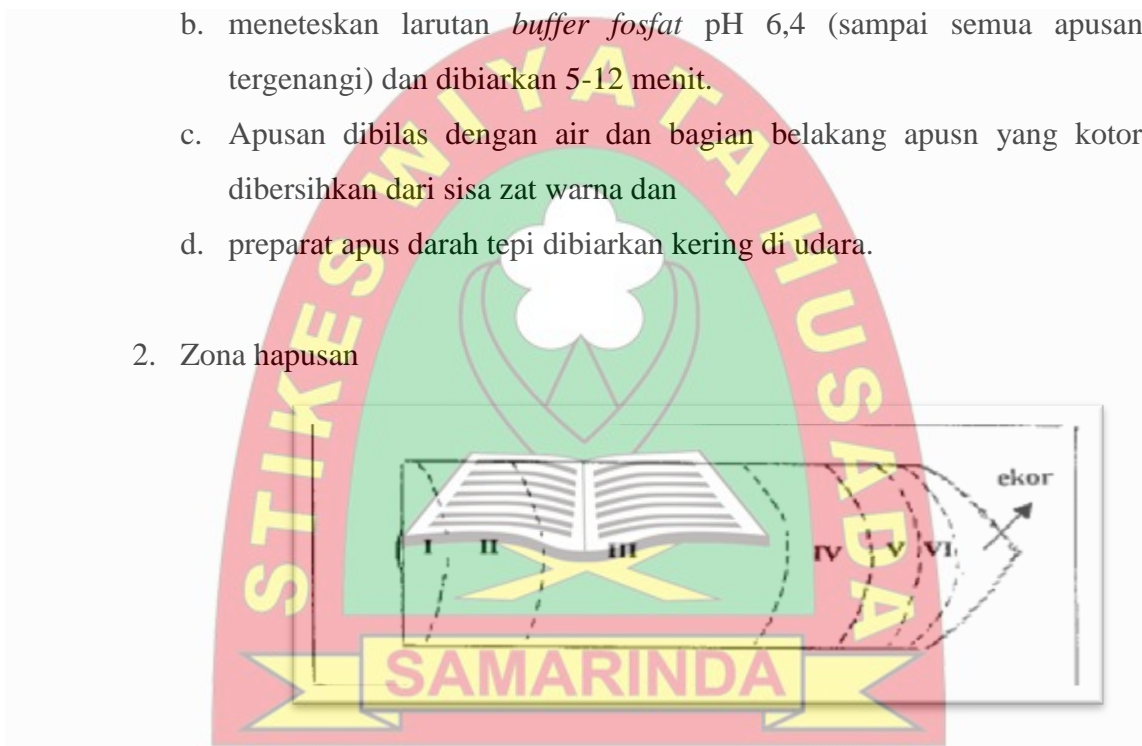 b. meneteskan larutan buffer fosfat pH 6,4 (sampai semua apusan
tergenangi) dan dibiarkan 5-12 menit.
c. Apusan dibilas dengan air dan bagian belakang apusn yang kotor
dibersihkan dari sisa zat warna dan
d. preparat apus darah tepi dibiarkan kering di udara.
2. Zona hapusan
ekor
I II III IV V VI
STIKES WIYATA HUSADA
SAMARINDA